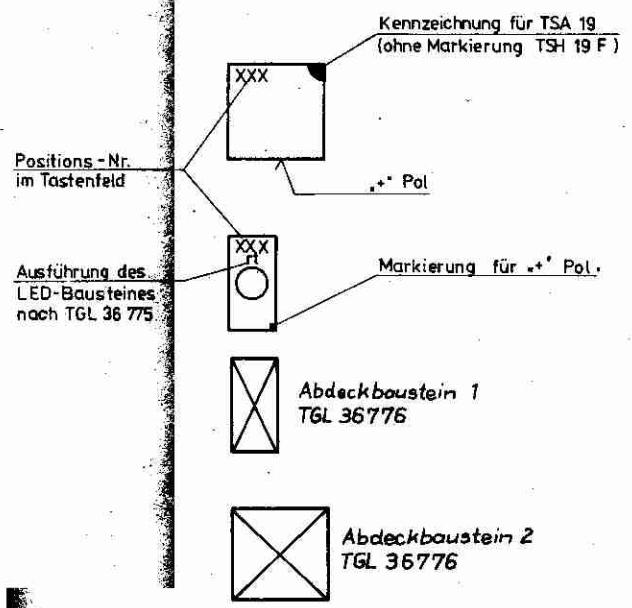 Kennzeichnung für TSA 19
(ohne Markierung TSH 19 F)
XXX
Positions-Nr.
im Tastenfeld
"+" Pol
XXX
rt
Ausführung des
LED-Bausteines
nach TGL 36 775
Markierung für "+" Pol.
Abdeckbaustein 1
TGL 36776
Abdeckbaustein 2
TGL 36776